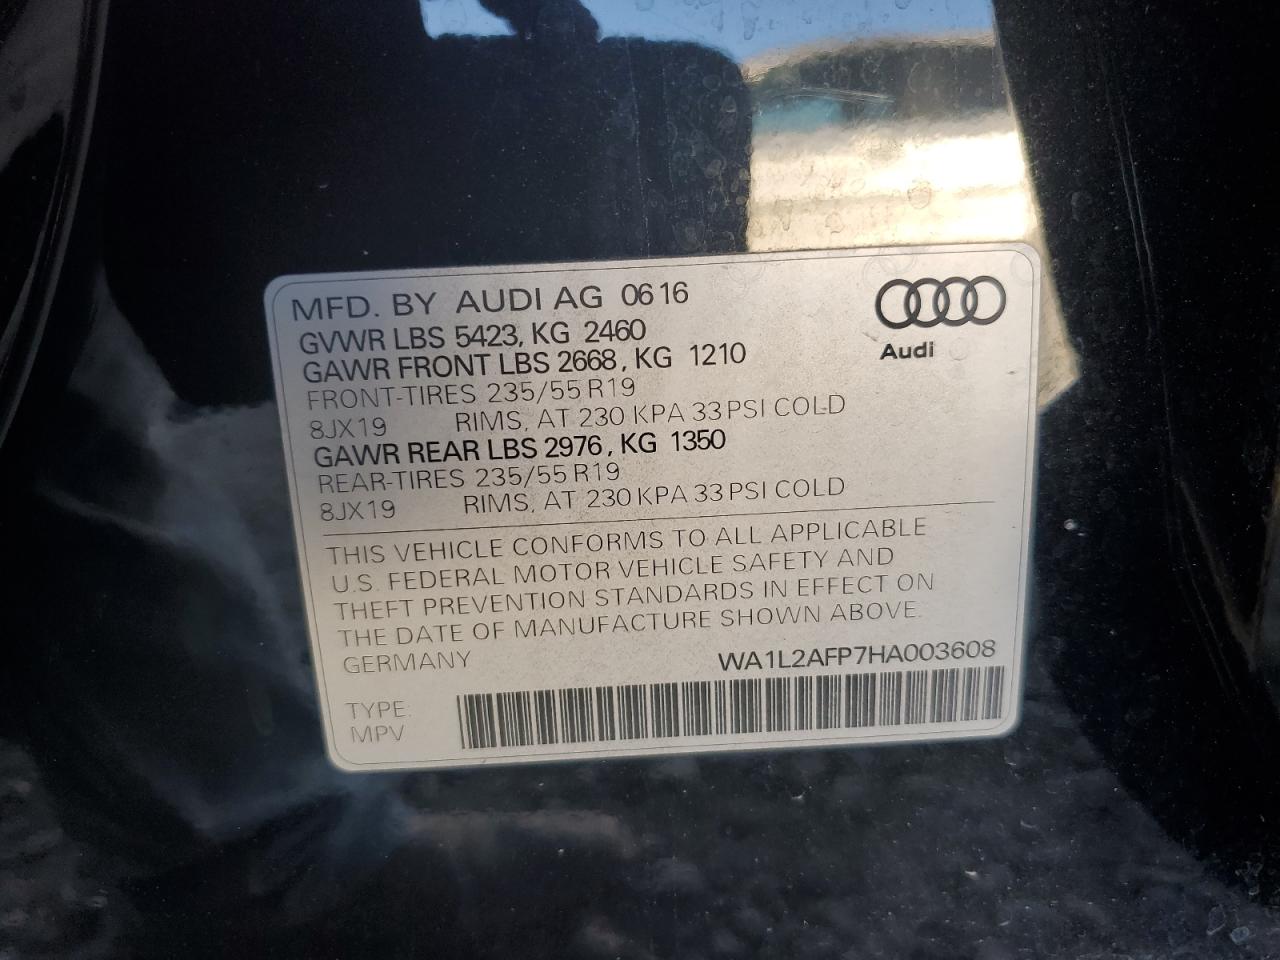 MFD. BY AUDI AG 06 16
Audi
GVWR LBS 5423, KG 2460
GAWR FRONT LBS 2668, KG 1210
FRONT-TIRES 235/55 R19
8JX19 RIMS, AT 230 KPA 33 PSI COLD
GAWR REAR LBS 2976, KG 1350
REAR-TIRES 235/55 R19
8JX19 RIMS, AT 230 KPA 33 PSI COLD
THIS VEHICLE CONFORMS TO ALL APPLICABLE
U.S. FEDERAL MOTOR VEHICLE SAFETY AND
THEFT PREVENTION STANDARDS IN EFFECT ON
THE DATE OF MANUFACTURE SHOWN ABOVE.
GERMANY WA1L2AFP7HA003608
TYPE:
MPV